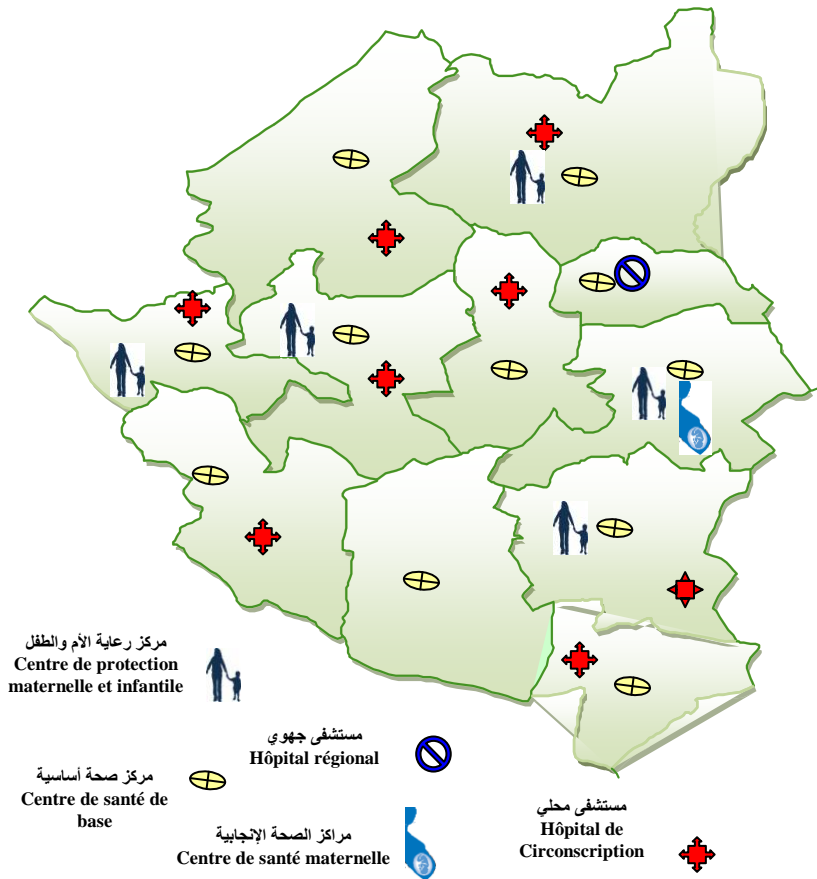 مركز رعاية الأم والطفل
Centre de protection
maternelle et infantile
مستشفى جهوي
Hôpital régional
مركز صحة أساسية
Centre de santé de
base
مراكز الصحة الإنجابية
Centre de santé maternelle
مستشفى محلي
Hôpital de
Circonscription